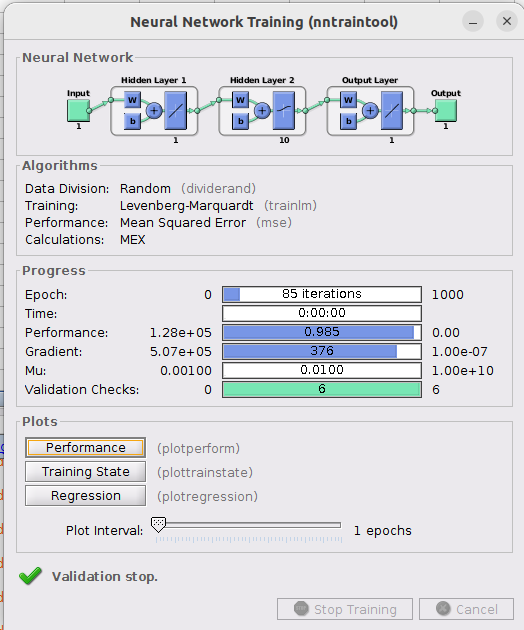 Neural Network Training (nntraintool)
Neural Network
Hidden Layer 1 Hidden Layer 2 Output Layer
Input Output
W W W
b b b
1 1 10 1 1
Algorithms
Data Division: Random (dividerand)
Training: Levenberg-Marquardt (trainlm)
Performance: Mean Squared Error (mse)
Calculations: MEX
Progress
Epoch: 0 85 iterations 1000
Time: 0:00:00
Performance: 1.28e+05 0.985 0.00
Gradient: 5.07e+05 376 1.00e-07
Mu: 0.00100 0.0100 1.00e+10
Validation Checks: 0 6 6
Plots
Performance (plotperform)
Training State (plottrainstate)
Regression (plotregression)
Plot Interval: 1 epochs
Validation stop.
Stop Training Cancel